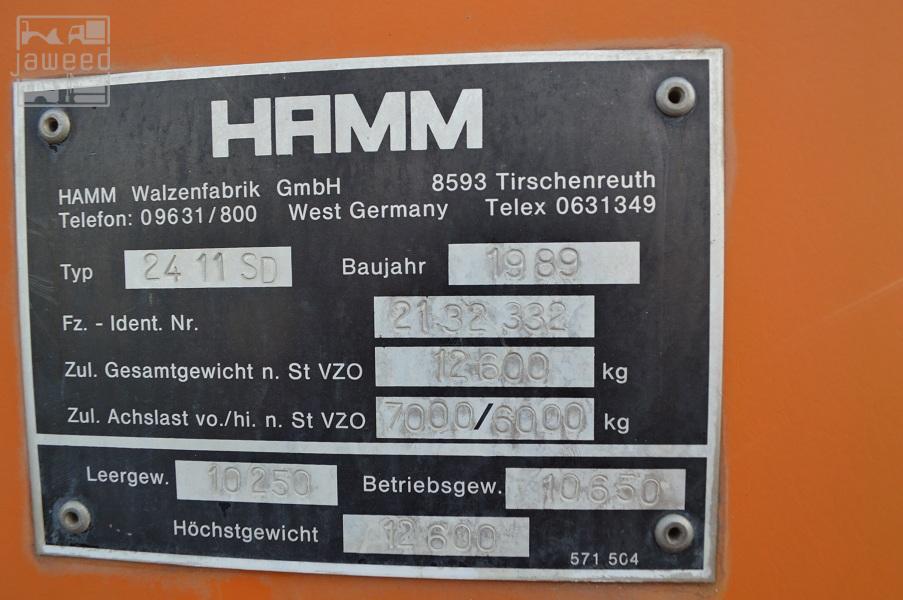 jaweed
HAMM
HAMM Walzenfabrik GmbH 8593 Tirschenreuth
Telefon: 09631/800 West Germany Telex 0631349
Typ 2411 SD Baujahr 1989
Fz. - Ident. Nr. 2132 332
Zul. Gesamtgewicht n. St VZO 12600 kg
Zul. Achslast vo./hi. n. St VZO 7000/6000 kg
Leergew. 10250 Betriebsgew. 10650
Höchstgewicht 12600
571 504